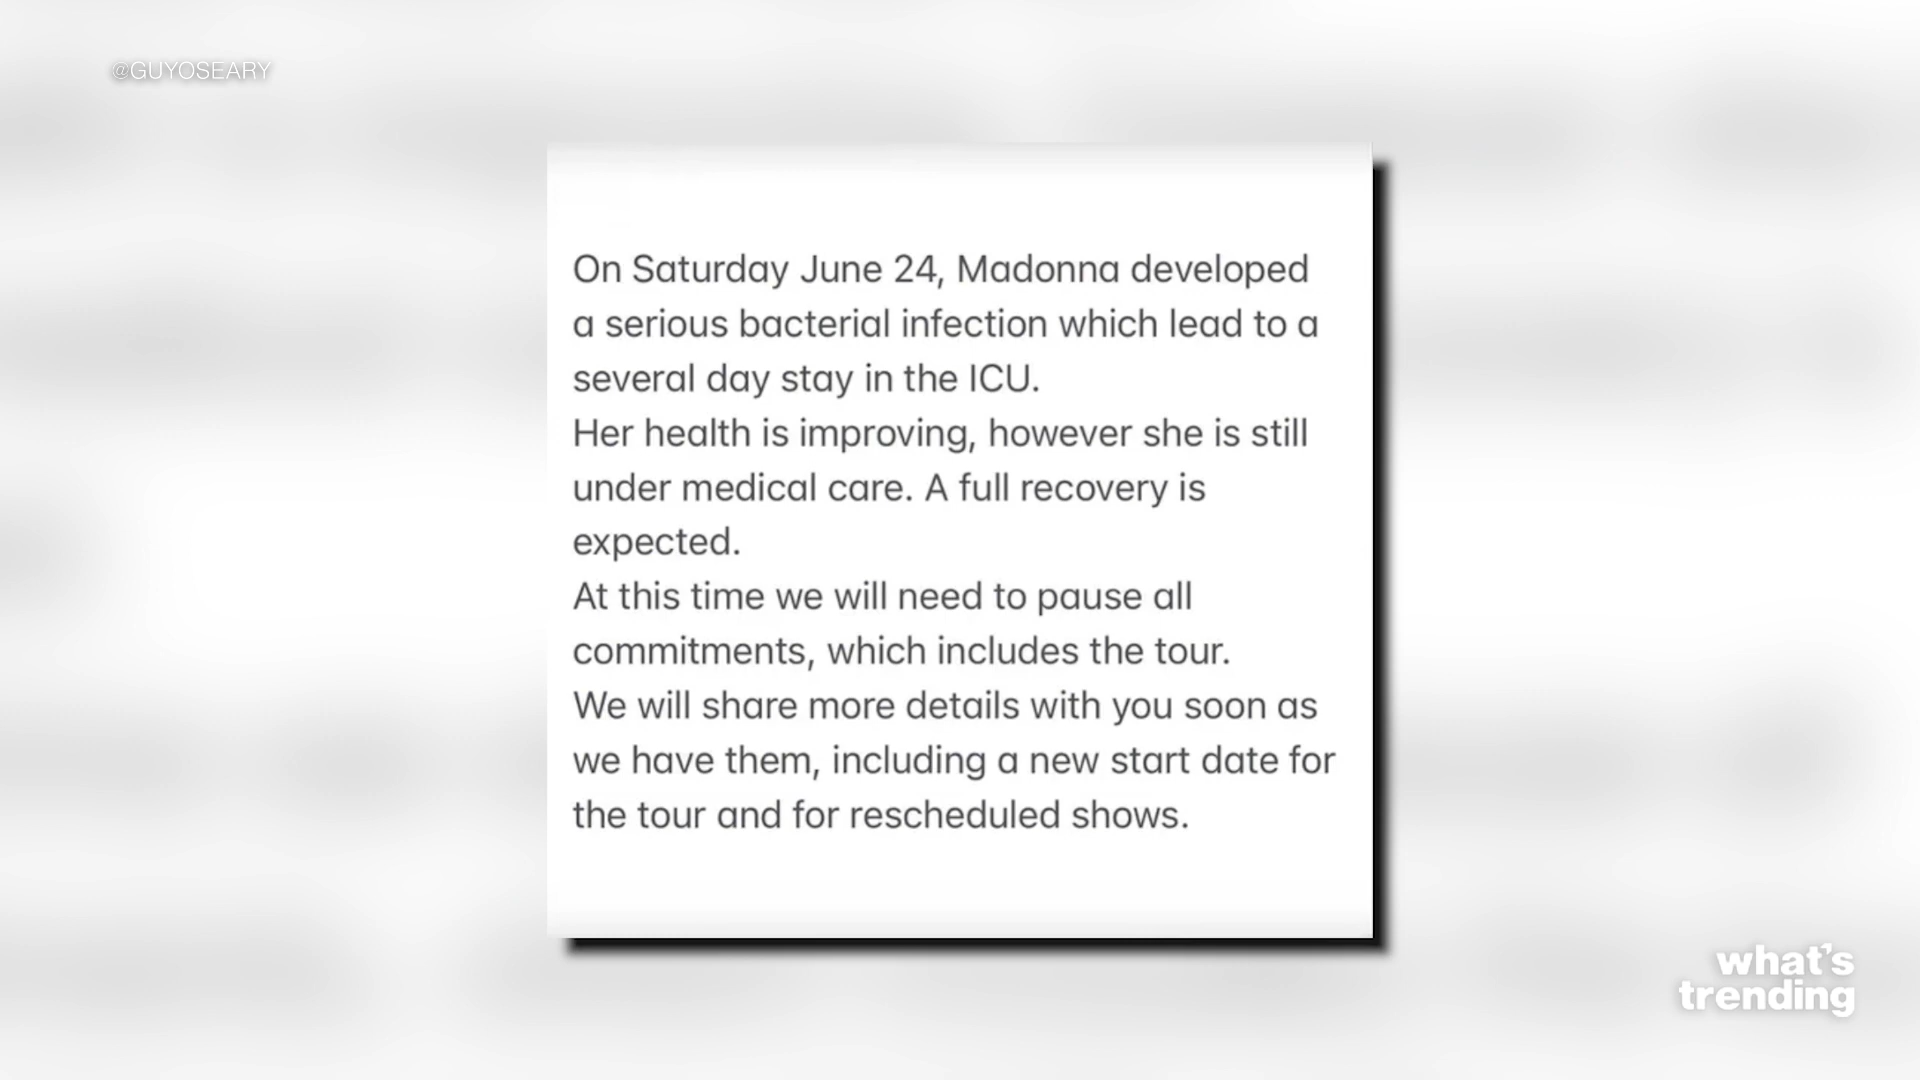 @GUYOSEARY
On Saturday June 24, Madonna developed
a serious bacterial infection which lead to a
several day stay in the ICU.
Her health is improving, however she is still
under medical care. A full recovery is
expected.
At this time we will need to pause all
commitments, which includes the tour.
We will share more details with you soon as
we have them, including a new start date for
the tour and for rescheduled shows.
what's
trending